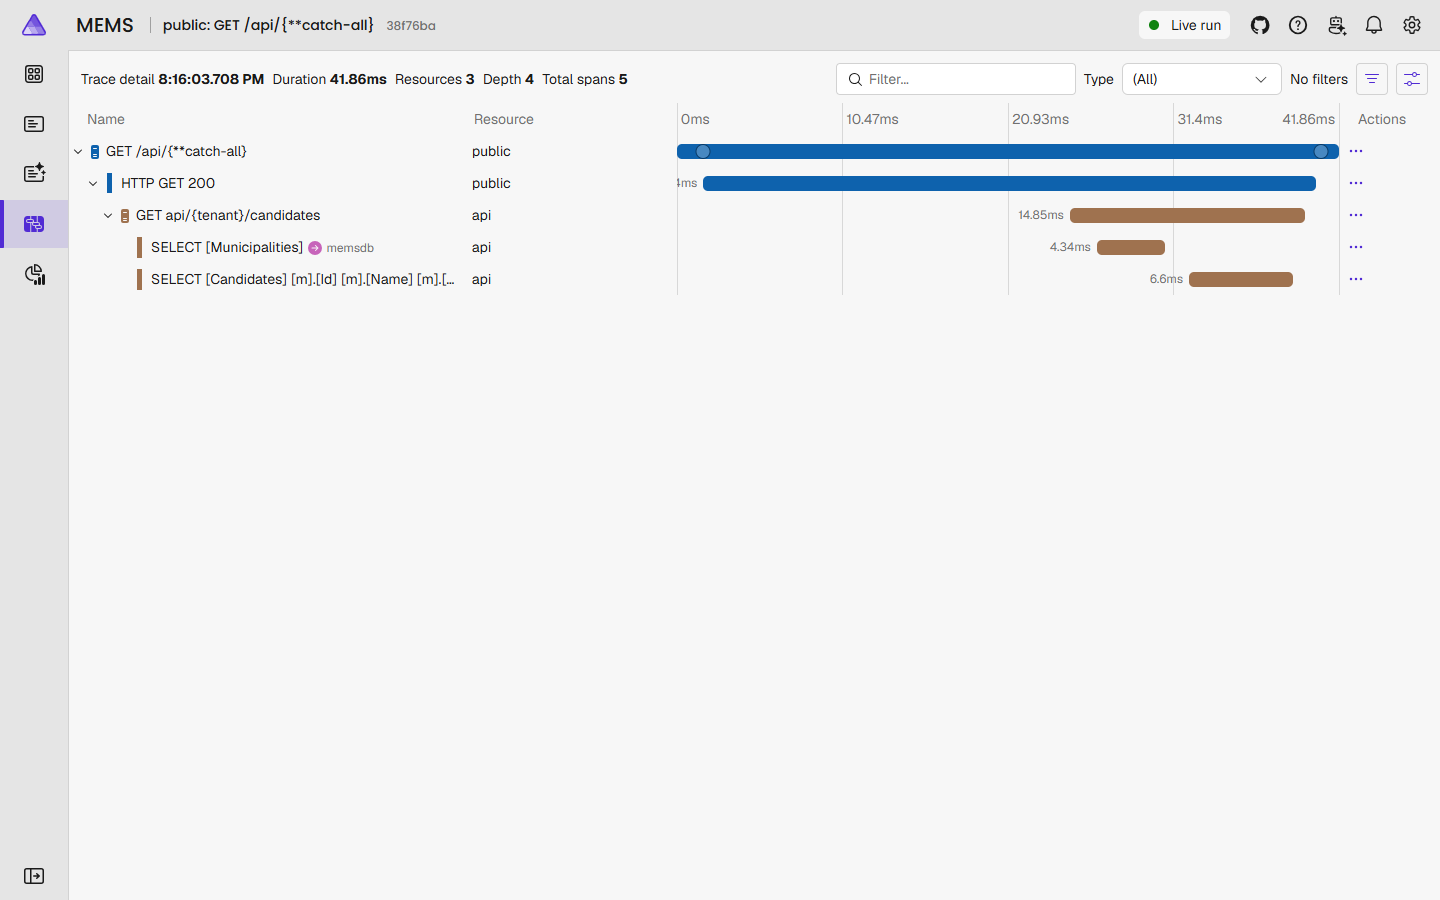 MEMS public: GET /api/{**catch-all} 38f76ba Live run
Trace detail 8:16:03.708 PM Duration 41.86ms Resources 3 Depth 4 Total spans 5 Filter... Type (All) No filters
Name Resource 0ms 10.47ms 20.93ms 31.4ms 41.86ms Actions
GET /api/{**catch-all} public
HTTP GET 200 public
GET api/{tenant}/candidates api 14.85ms
SELECT [Municipalities] memsdb api 4.34ms
SELECT [Candidates] [m].[Id] [m].[Name] [m].[... api 6.6ms